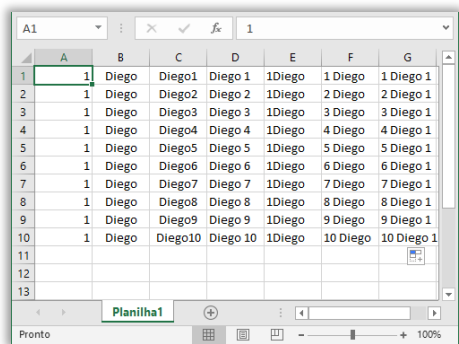 A1 fx 1
A B C D E F G
1 1 Diego Diego1 Diego 1 1Diego 1 Diego 1 Diego 1
2 1 Diego Diego2 Diego 2 1Diego 2 Diego 2 Diego 1
3 1 Diego Diego3 Diego 3 1Diego 3 Diego 3 Diego 1
4 1 Diego Diego4 Diego 4 1Diego 4 Diego 4 Diego 1
5 1 Diego Diego5 Diego 5 1Diego 5 Diego 5 Diego 1
6 1 Diego Diego6 Diego 6 1Diego 6 Diego 6 Diego 1
7 1 Diego Diego7 Diego 7 1Diego 7 Diego 7 Diego 1
8 1 Diego Diego8 Diego 8 1Diego 8 Diego 8 Diego 1
9 1 Diego Diego9 Diego 9 1Diego 9 Diego 9 Diego 1
10 1 Diego Diego10 Diego 10 1Diego 10 Diego 10 Diego 1
11
12
13
Planilha1
Pronto 100%